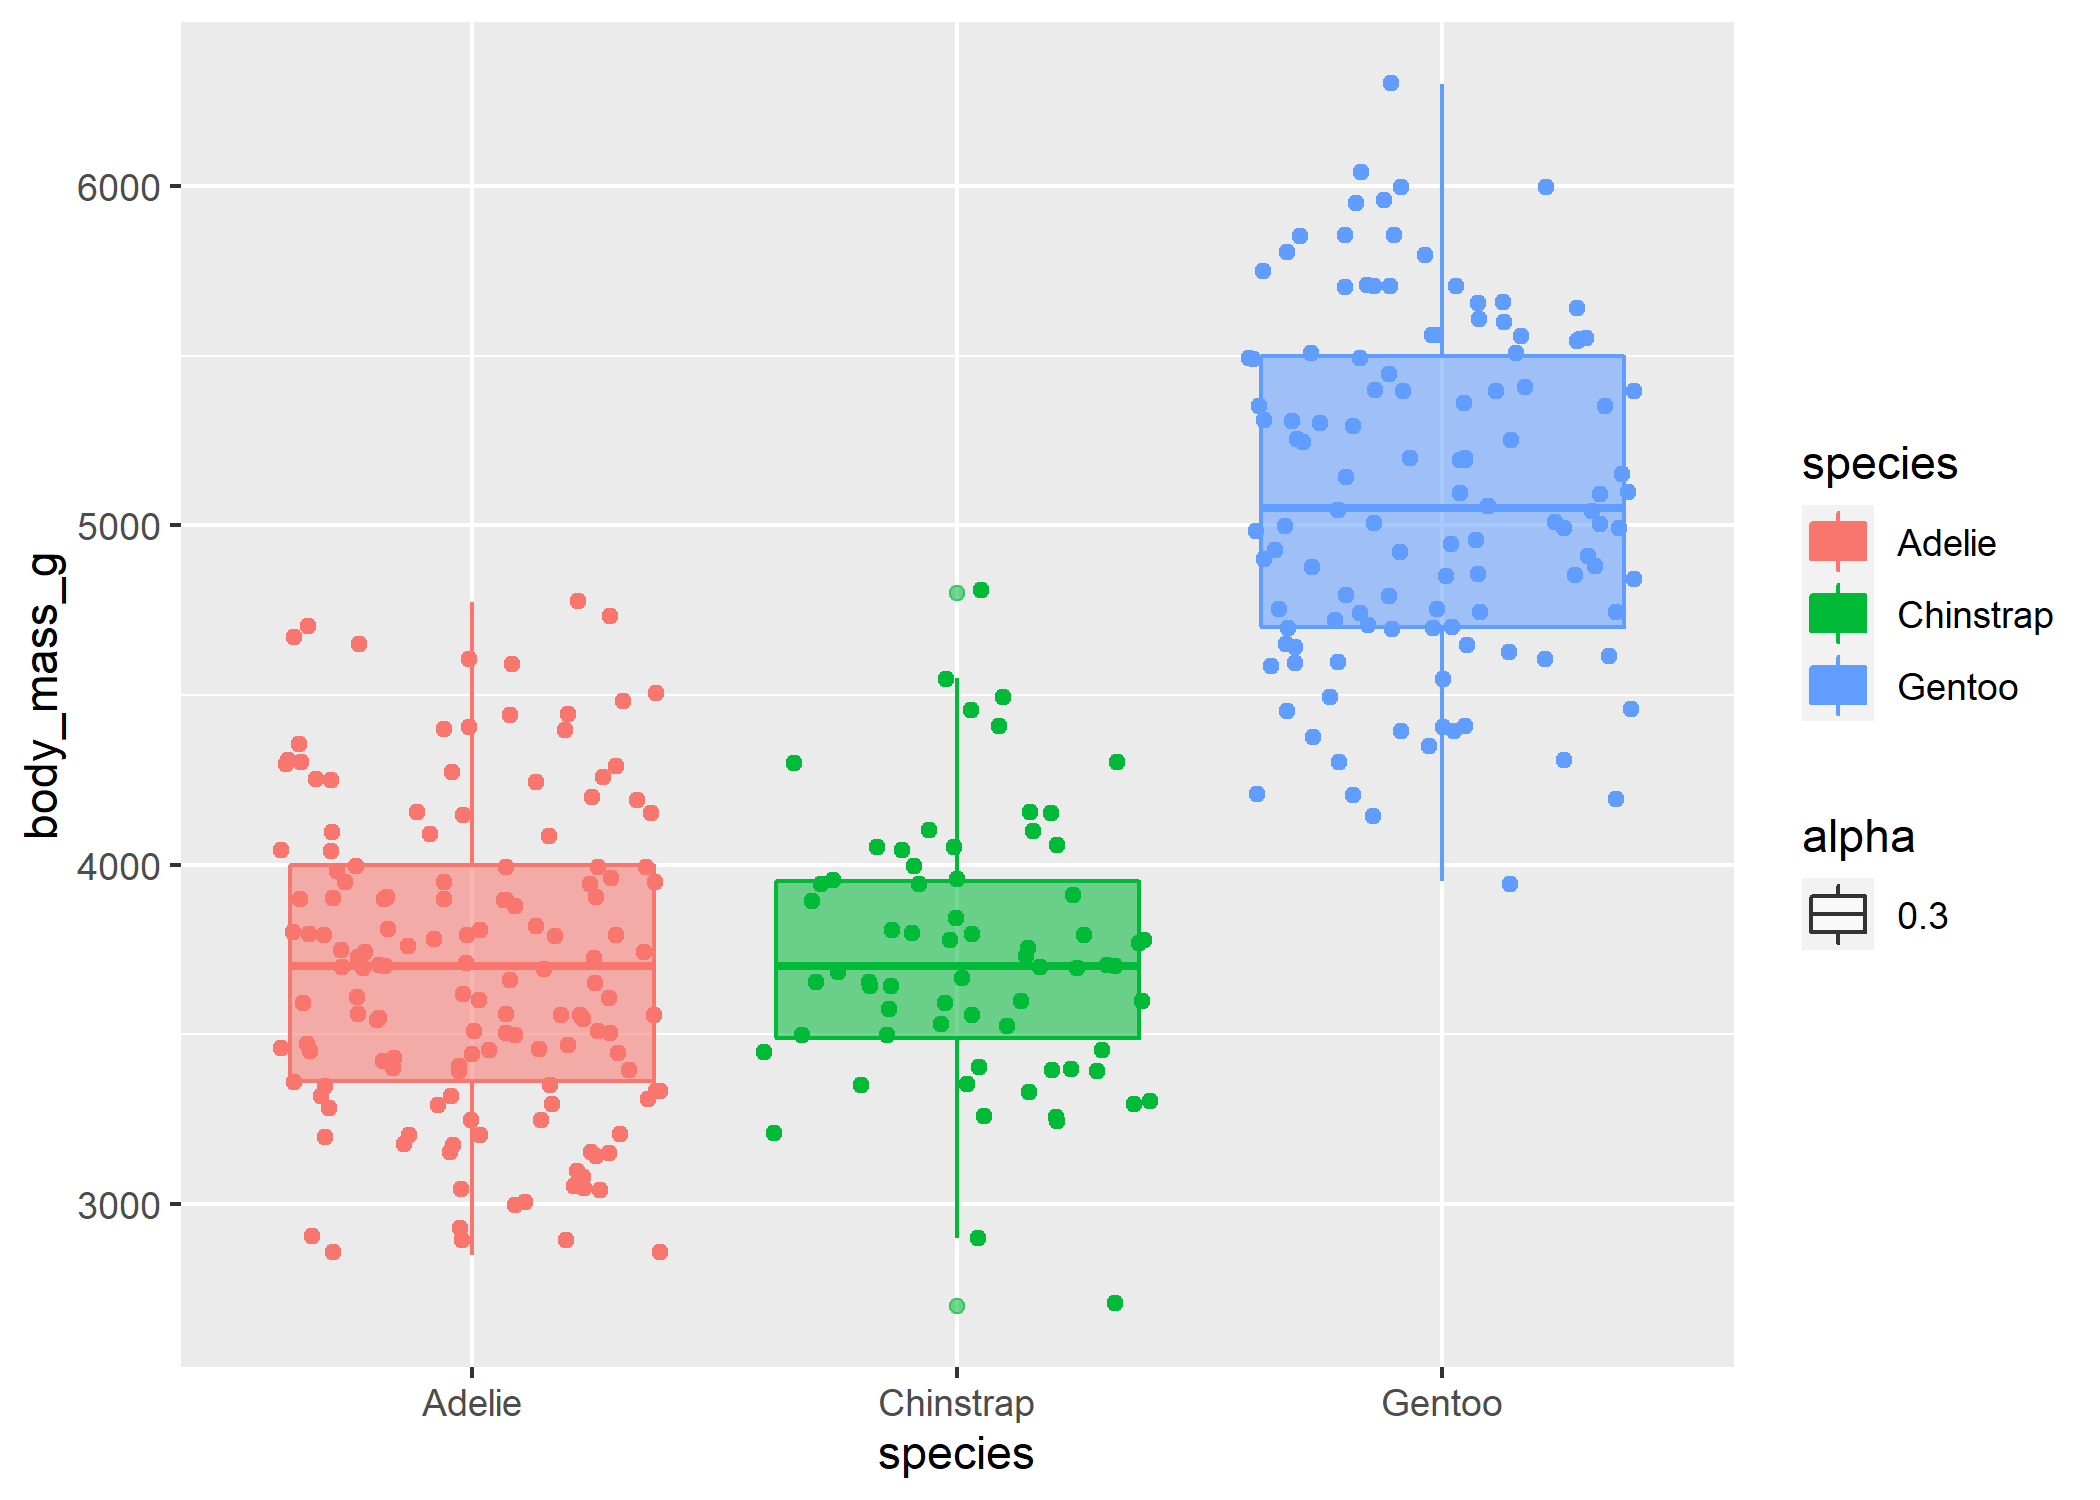 body_mass_g
6000
5000
4000
3000
Adelie
Chinstrap
Gentoo
species
species
Adelie
Chinstrap
Gentoo
alpha
0.3